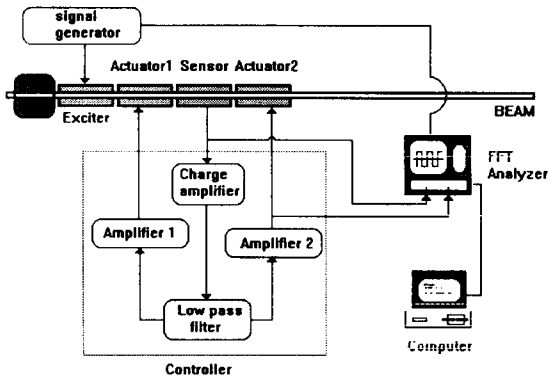 signal
generator
Actuator1 Sensor Actuator2
Exciter
BEAM
FFT
Analyzer
Charge
amplifier
Amplifier 1
Amplifier 2
Low pass
filter
Computer
Controller